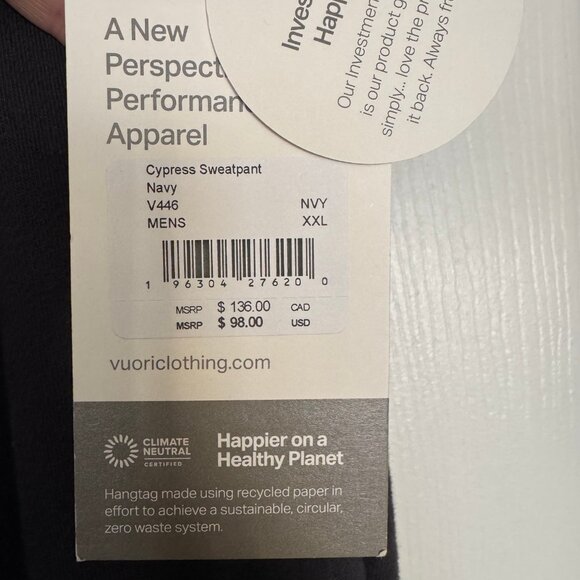 A New
Perspect
Performan
Apparel
Inves
Happ
Our Investment
is our product g
simply... love the pr
it back. Always fr
Cypress Sweatpant
Navy
V446 NVY
MENS XXL
1 96304 27620 0
MSRP $ 136.00 CAD
MSRP $ 98.00 USD
vuoriclothing.com
CLIMATE
NEUTRAL
CERTIFIED
Happier on a
Healthy Planet
Hangtag made using recycled paper in
effort to achieve a sustainable, circular,
zero waste system.